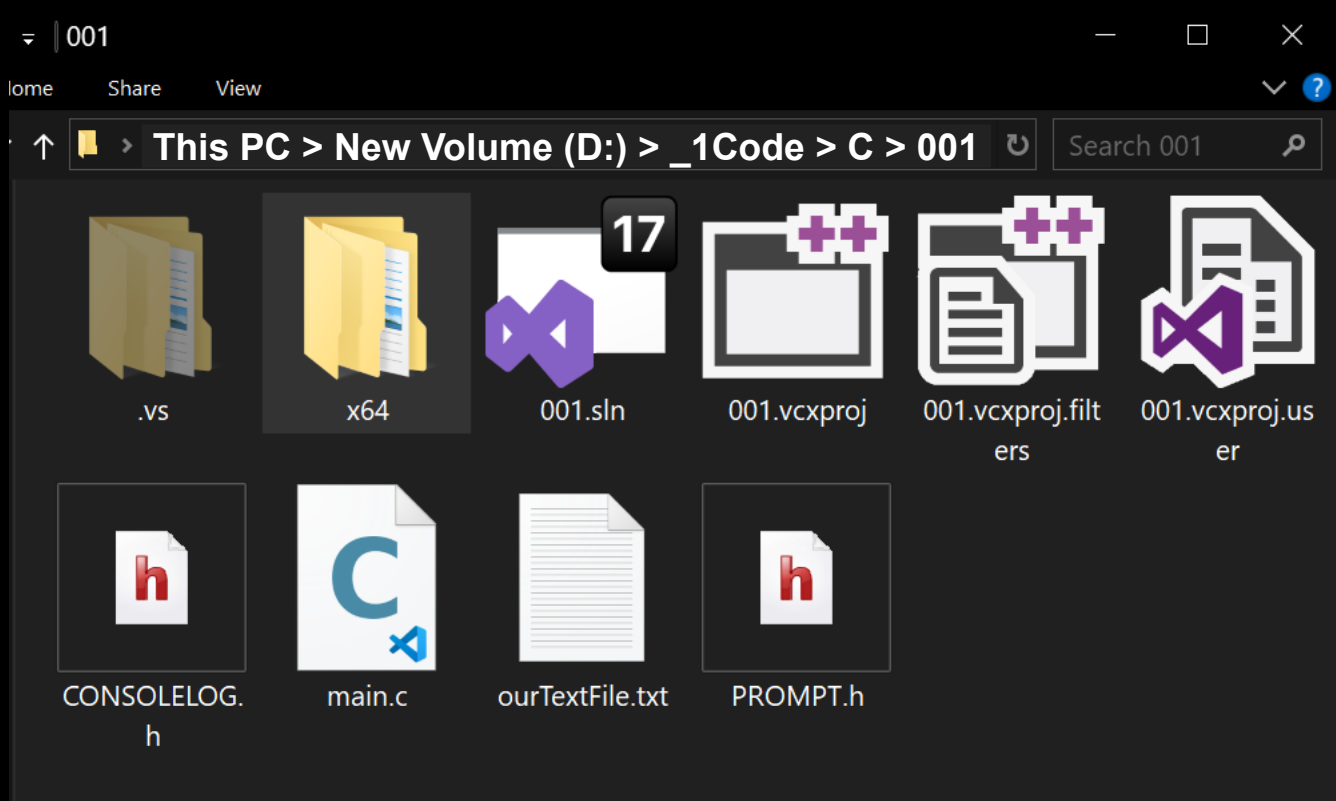 001
Home Share View
?
This PC > New Volume (D:) > _1Code > C > 001
Search 001
17
.vs
x64
001.sln
001.vcxproj
001.vcxproj.filt
ers
001.vcxproj.us
er
h
C
h
CONSOLELOG.
h
main.c
ourTextFile.txt
PROMPT.h